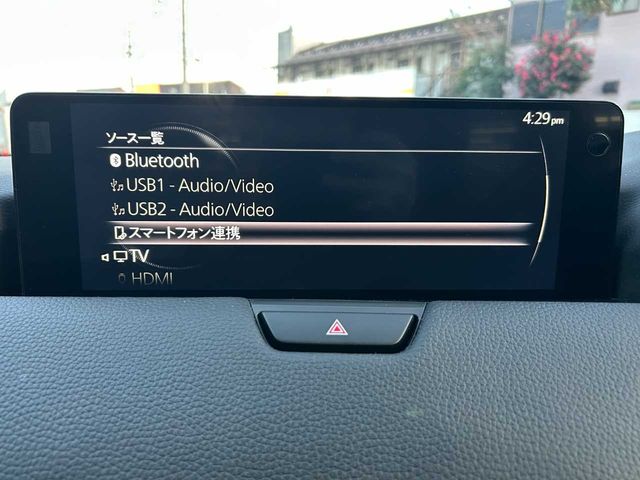 4:29pm
ソース一覧
Bluetooth
USB1 - Audio/Video
USB2 - Audio/Video
スマートフォン連携
TV
HDMI